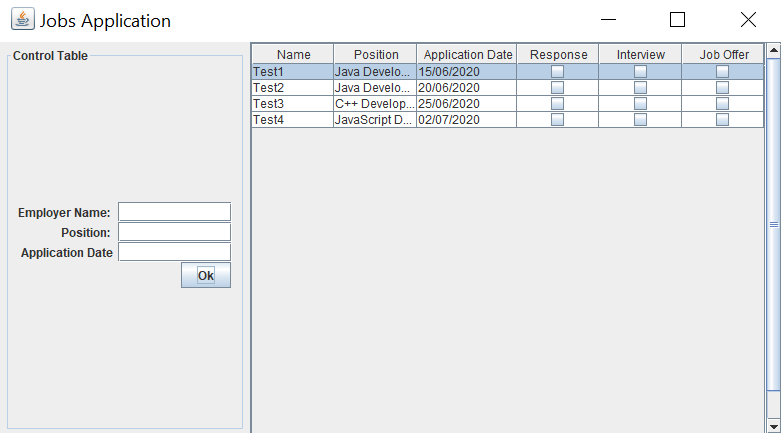 Jobs Application
Control Table
Employer Name:
Position:
Application Date
Ok
Name Position Application Date Response Interview Job Offer
Test1 Java Develo... 15/06/2020
Test2 Java Develo... 20/06/2020
Test3 C++ Develop... 25/06/2020
Test4 JavaScript D... 02/07/2020